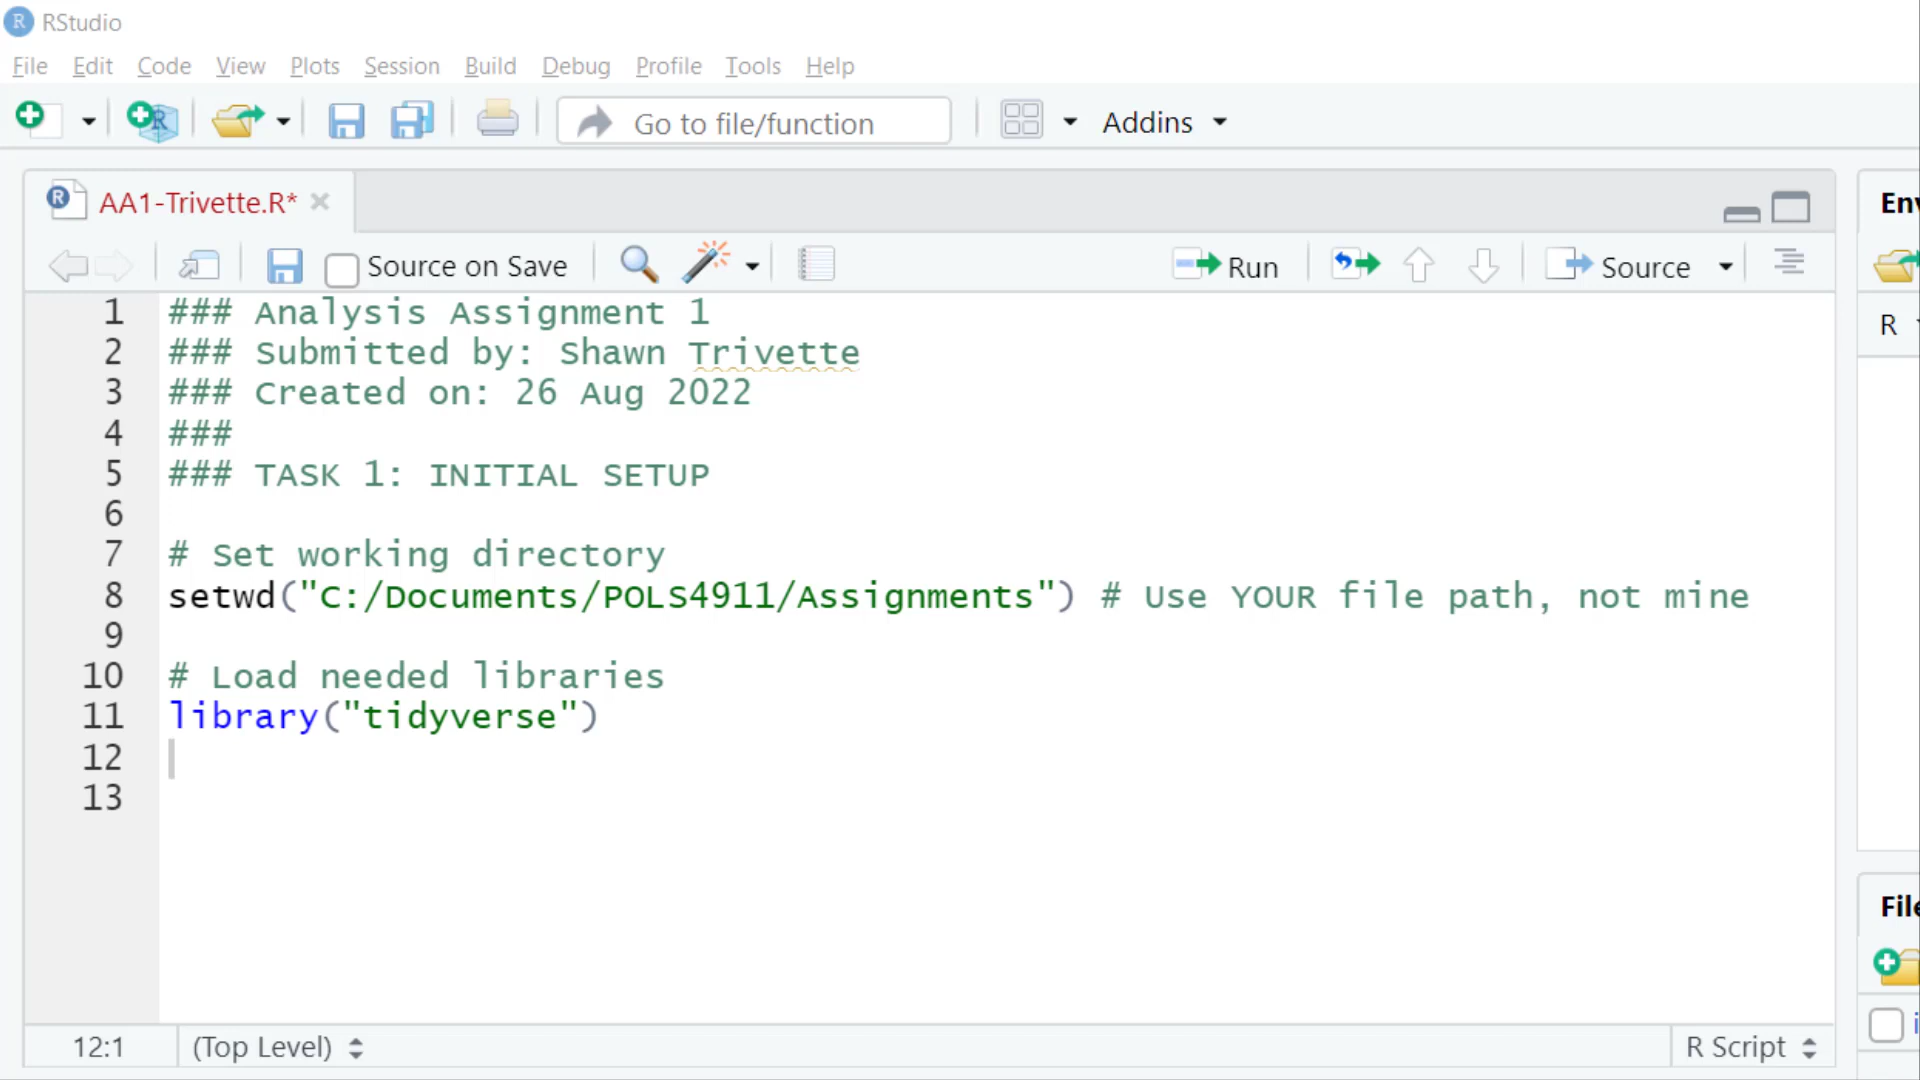 RStudio
File Edit Code View Plots Session Build Debug Profile Tools Help
Go to file/function Addins
AA1-Trivette.R*
Source on Save Run Source
1 ### Analysis Assignment 1
2 ### Submitted by: Shawn Trivette
3 ### Created on: 26 Aug 2022
4 ###
5 ### TASK 1: INITIAL SETUP
6
7 # Set working directory
8 setwd("C:/Documents/POLS4911/Assignments") # Use YOUR file path, not mine
9
10 # Load needed libraries
11 library("tidyverse")
12
13
12:1 (Top Level) R Script
Env
R
File